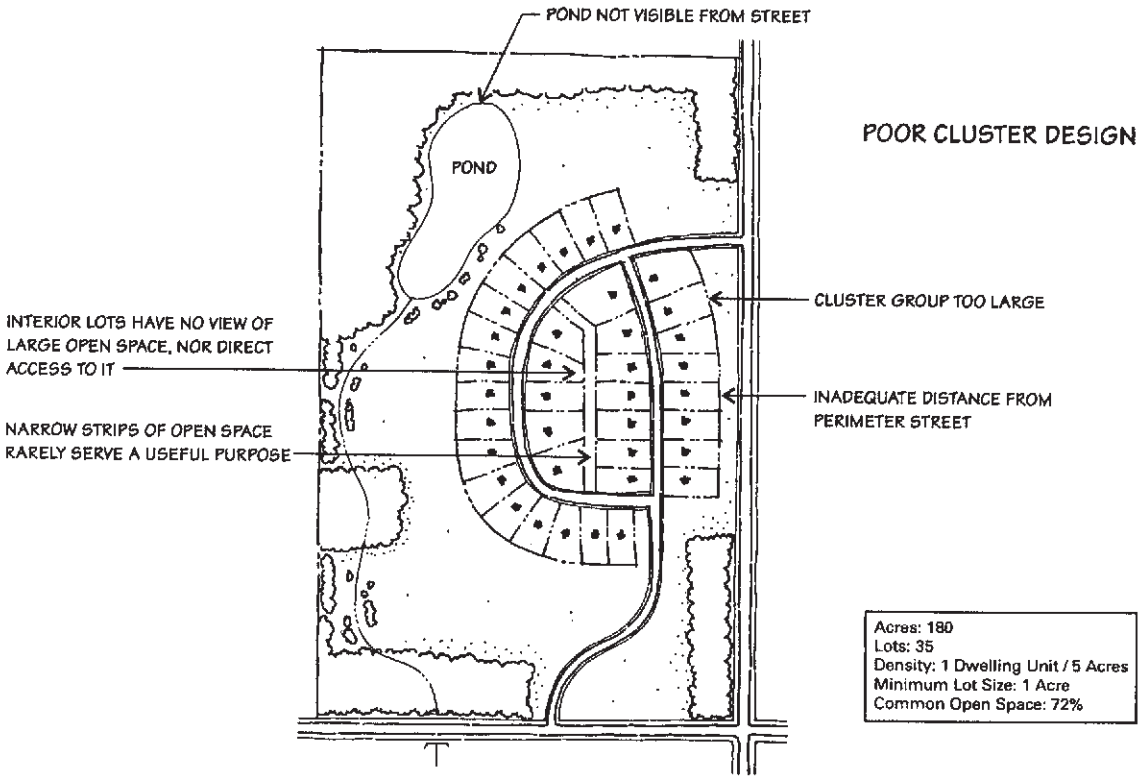 POND NOT VISIBLE FROM STREET
POOR CLUSTER DESIGN
POND
CLUSTER GROUP TOO LARGE
INTERIOR LOTS HAVE NO VIEW OF
LARGE OPEN SPACE, NOR DIRECT
ACCESS TO IT
INADEQUATE DISTANCE FROM
PERIMETER STREET
NARROW STRIPS OF OPEN SPACE
RARELY SERVE A USEFUL PURPOSE
Acres: 180
Lots: 35
Density: 1 Dwelling Unit / 5 Acres
Minimum Lot Size: 1 Acre
Common Open Space: 72%